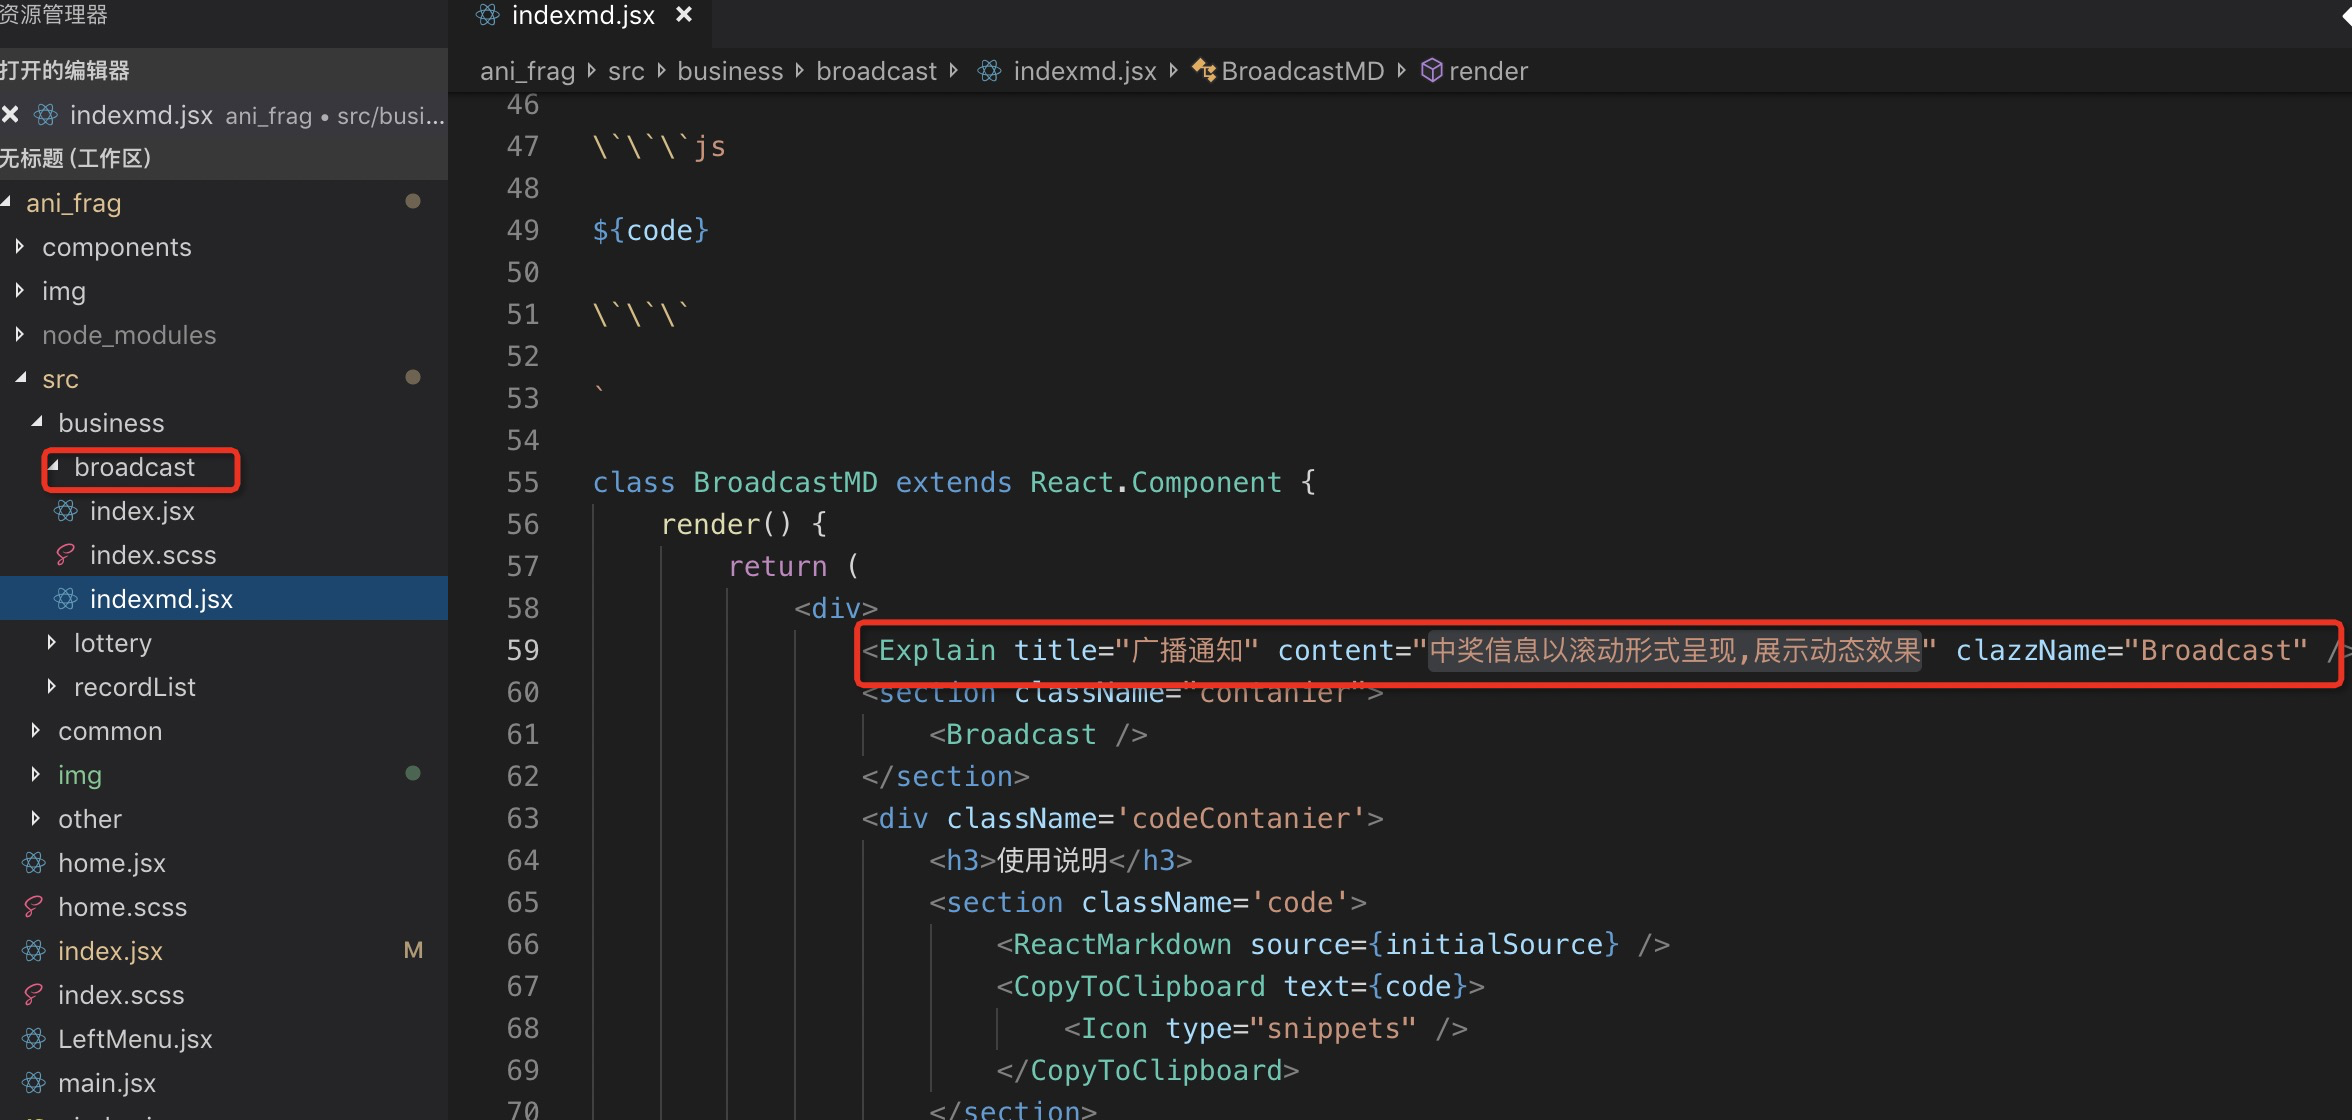 资源管理器
打开的编辑器
indexmd.jsx ani_frag • src/busi...
无标题 (工作区)
ani_frag
components
img
node_modules
src
business
broadcast
index.jsx
index.scss
indexmd.jsx
lottery
recordList
common
img
other
home.jsx
home.scss
index.jsx M
index.scss
LeftMenu.jsx
main.jsx
indexmd.jsx
ani_frag src business broadcast indexmd.jsx BroadcastMD render
46
47 \`\`\`js
48
49 ${code}
50
51 \`\`\`
52
53 `
54
55 class BroadcastMD extends React.Component {
56 render() {
57 return (
58 <div>
59 <Explain title="广播通知" content="中奖信息以滚动形式呈现,展示动态效果" clazzName="Broadcast" />
60 <section className="contanier">
61 <Broadcast />
62 </section>
63 <div className='codeContanier'>
64 <h3>使用说明</h3>
65 <section className='code'>
66 <ReactMarkdown source={initialSource} />
67 <CopyToClipboard text={code}>
68 <Icon type="snippets" />
69 </CopyToClipboard>
70 </section>